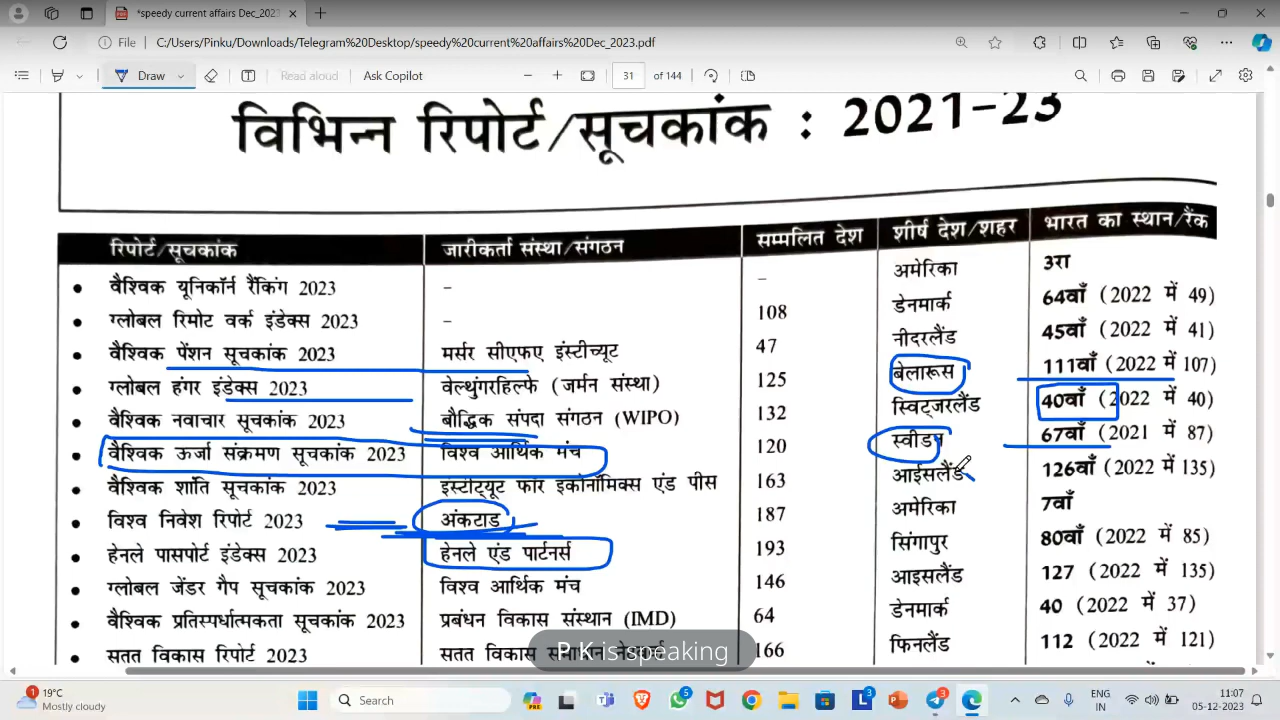 *speedy current affairs Dec_2023
File C:/Users/Pinku/Downloads/Telegram%20Desktop/speedy%20current%20affairs%20Dec_2023.pdf
Draw Read aloud Ask Copilot 31 of 144
विभिन्न रिपोर्ट/सूचकांक : 2021-23
रिपोर्ट/सूचकांक जारीकर्ता संस्था/संगठन सम्मलित देश शीर्ष देश/शहर भारत का स्थान/रैंक
• वैश्विक यूनिकॉर्न रैंकिंग 2023 – – अमेरिका 3रा
• ग्लोबल रिमोट वर्क इंडेक्स 2023 – 108 डेनमार्क 64वाँ (2022 में 49)
• वैश्विक पेंशन सूचकांक 2023 मर्सर सीएफए इंस्टीच्यूट 47 नीदरलैंड 45वाँ (2022 में 41)
• ग्लोबल हंगर इंडेक्स 2023 वेल्थुंगरहिल्फे (जर्मन संस्था) 125 बेलारूस 111वाँ (2022 में 107)
• वैश्विक नवाचार सूचकांक 2023 बौद्धिक संपदा संगठन (WIPO) 132 स्विट्जरलैंड 40वाँ (2022 में 40)
• वैश्विक ऊर्जा संक्रमण सूचकांक 2023 विश्व आर्थिक मंच 120 स्वीडन 67वाँ (2021 में 87)
• वैश्विक शांति सूचकांक 2023 इंस्टीट्यूट फॉर इकोनॉमिक्स एंड पीस 163 आईसलैंड 126वाँ (2022 में 135)
• विश्व निवेश रिपोर्ट 2023 अंकटाड 187 अमेरिका 7वाँ
• हेनले पासपोर्ट इंडेक्स 2023 हेनले एंड पार्टनर्स 193 सिंगापुर 80वाँ (2022 में 85)
• ग्लोबल जेंडर गैप सूचकांक 2023 विश्व आर्थिक मंच 146 आइसलैंड 127 (2022 में 135)
• वैश्विक प्रतिस्पर्धात्मकता सूचकांक 2023 प्रबंधन विकास संस्थान (IMD) 64 डेनमार्क 40 (2022 में 37)
• सतत विकास रिपोर्ट 2023 सतत विकास 166 फिनलैंड 112 (2022 में 121)
P K is speaking
1 19°C Mostly cloudy Search 5 3 3 ENG IN 11:07 05-12-2023